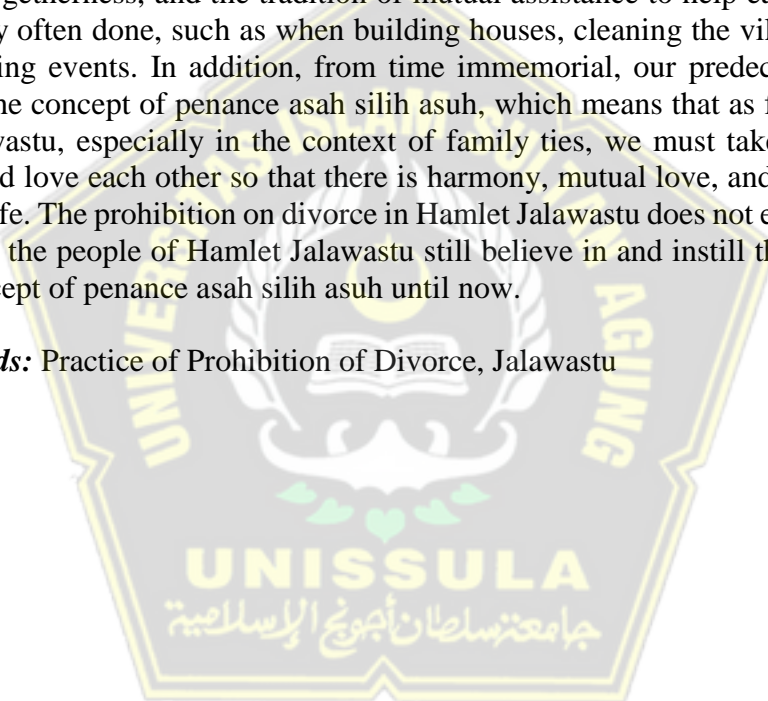 togetherness, and the tradition of mutual assistance to help
y often done, such as when building houses, cleaning the
ing events. In addition, from time immemorial, our
he concept of penance asah silih asuh, which means that as
vastu, especially in the context of family ties, we must
d love each other so that there is harmony, mutual love, and
fe. The prohibition on divorce in Hamlet Jalawastu does not
the people of Hamlet Jalawastu still believe in and instill
cept of penance asah silih asuh until now.
ds: Practice of Prohibition of Divorce, Jalawastu
UNIVERSITAS ISLAM SULTAN AGUNG
UNISSULA
جامعة سلطان أجونج الإسلامية